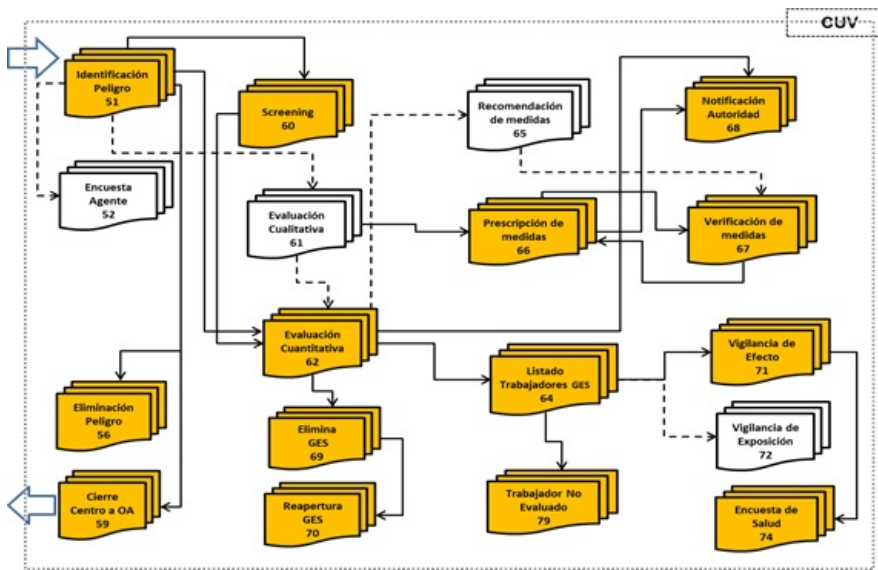 CUV
Identificación
Peligro
51
Screening
60
Recomendación
de medidas
65
Notificación
Autoridad
68
Encuesta
Agente
52
Evaluación
Cualitativa
61
Prescripción de
medidas
66
Verificación de
medidas
67
Evaluación
Cuantitativa
62
Listado
Trabajadores GES
64
Vigilancia de
Efecto
71
Eliminación
Peligro
56
Elimina
GES
69
Vigilancia de
Exposición
72
Cierre
Centro a OA
59
Reapertura
GES
70
Trabajador No
Evaluado
79
Encuesta de
Salud
74